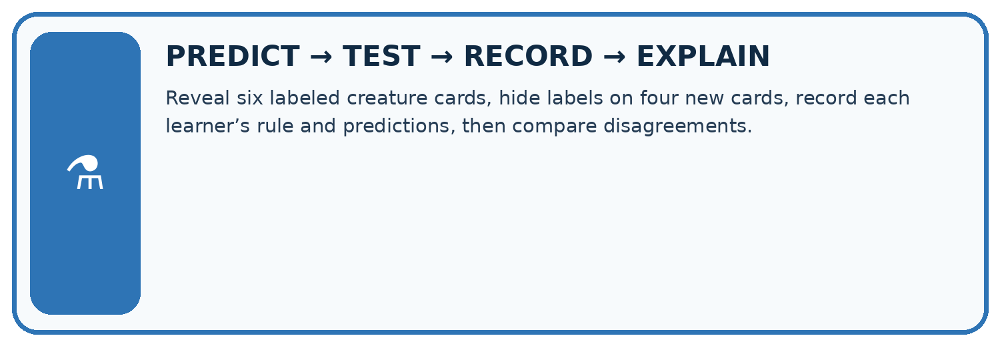 PREDICT → TEST → RECORD → EXPLAIN
Reveal six labeled creature cards, hide labels on four new cards, record each
learner’s rule and predictions, then compare disagreements.